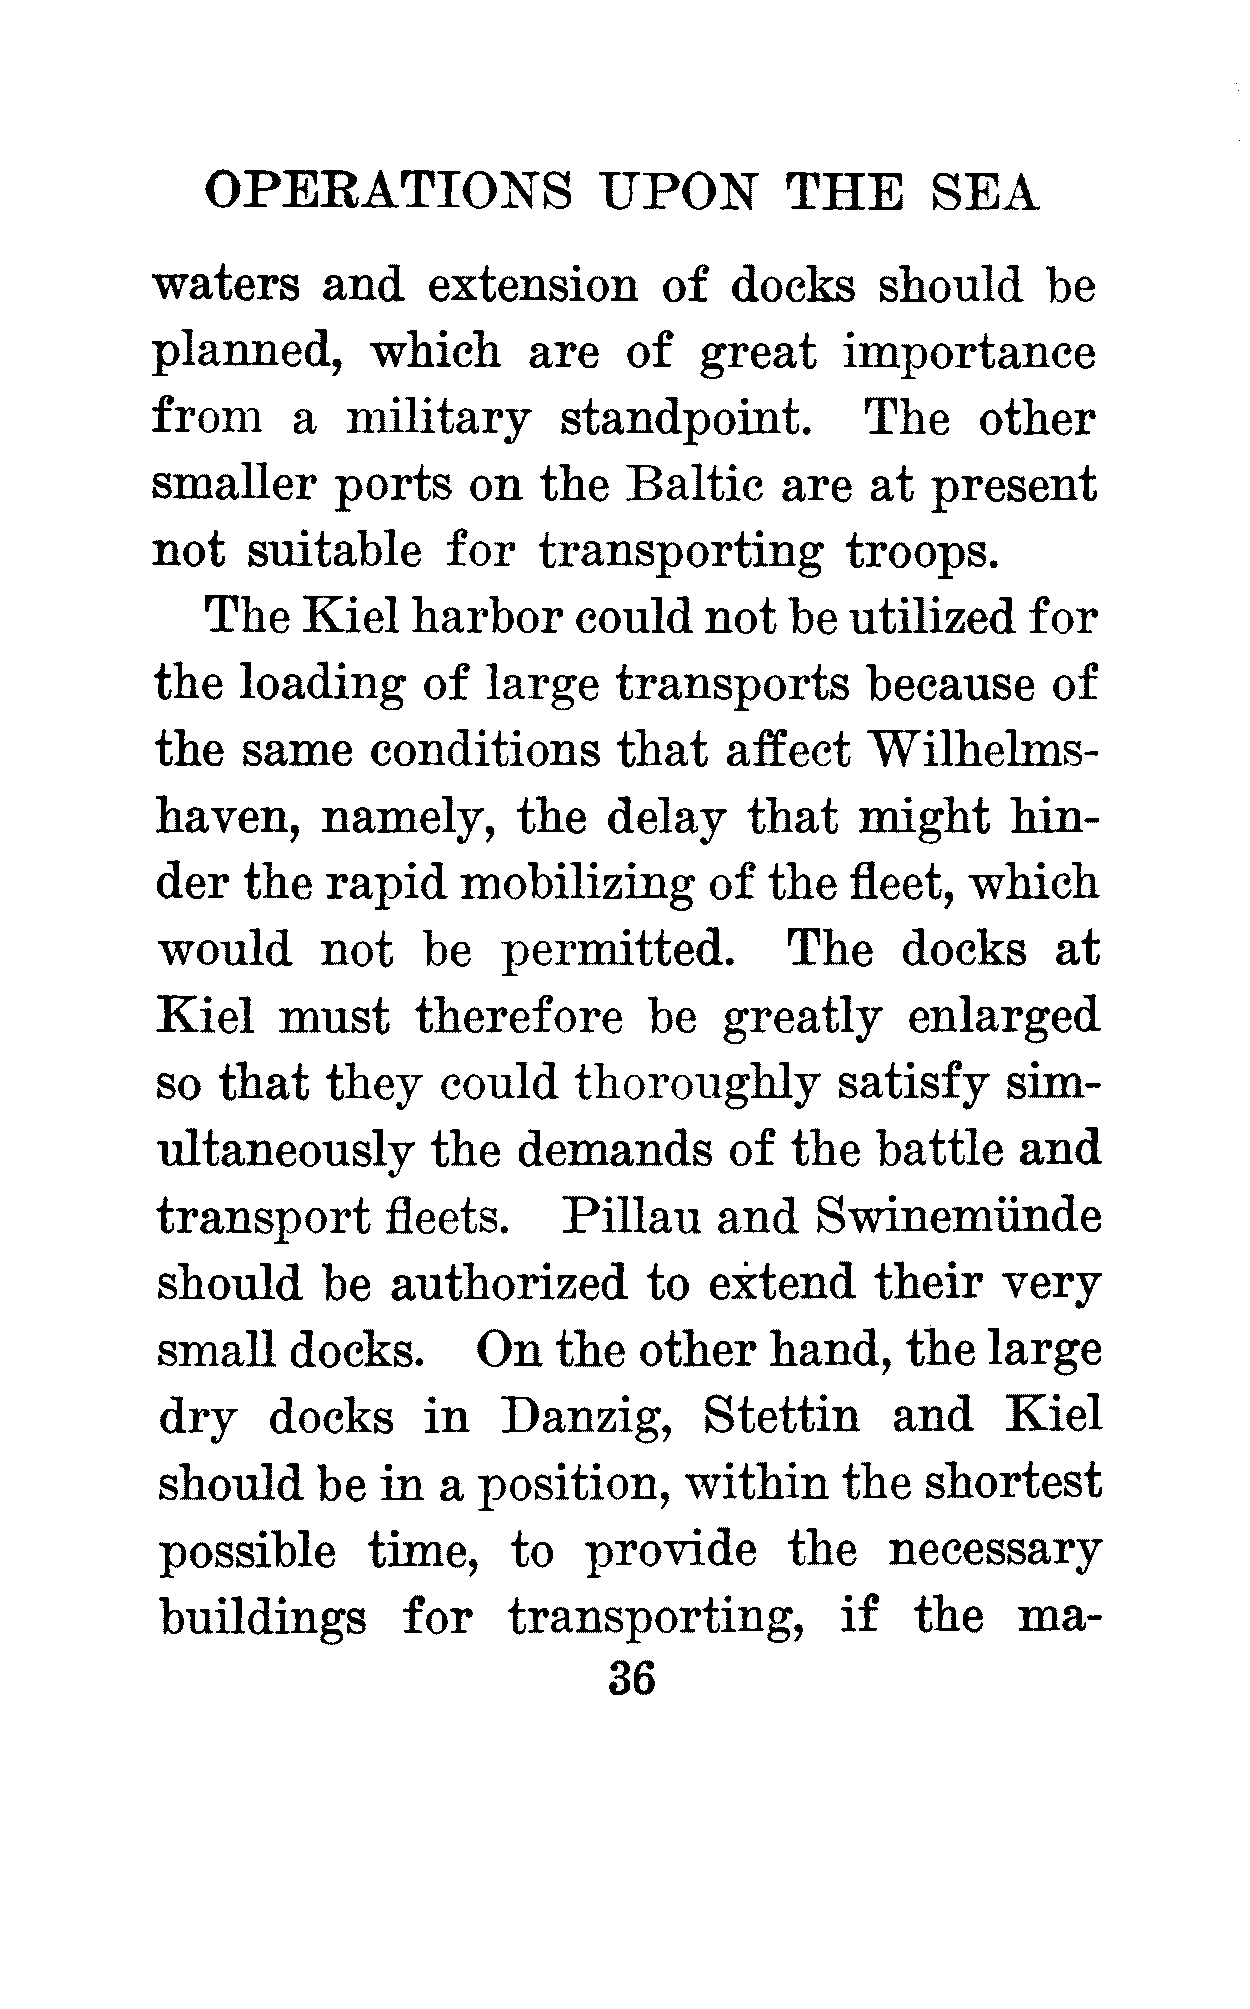 OPERATIONS UPON THE SEA
waters and extension of docks should be
planned, which are of great importance
from a military standpoint. The other
smaller ports on the Baltic are at present
not suitable for transporting troops.
The Kiel harbor could not be utilized for
the loading of large transports because of
the same conditions that affect Wilhelms-
haven, namely, the delay that might hin-
der the rapid mobilizing of the fleet, which
would not be permitted. The docks at
Kiel must therefore be greatly enlarged
so that they could thoroughly satisfy sim-
ultaneously the demands of the battle and
transport fleets. Pillau and Swinemünde
should be authorized to extend their very
small docks. On the other hand, the large
dry docks in Danzig, Stettin and Kiel
should be in a position, within the shortest
possible time, to provide the necessary
buildings for transporting, if the ma-
36